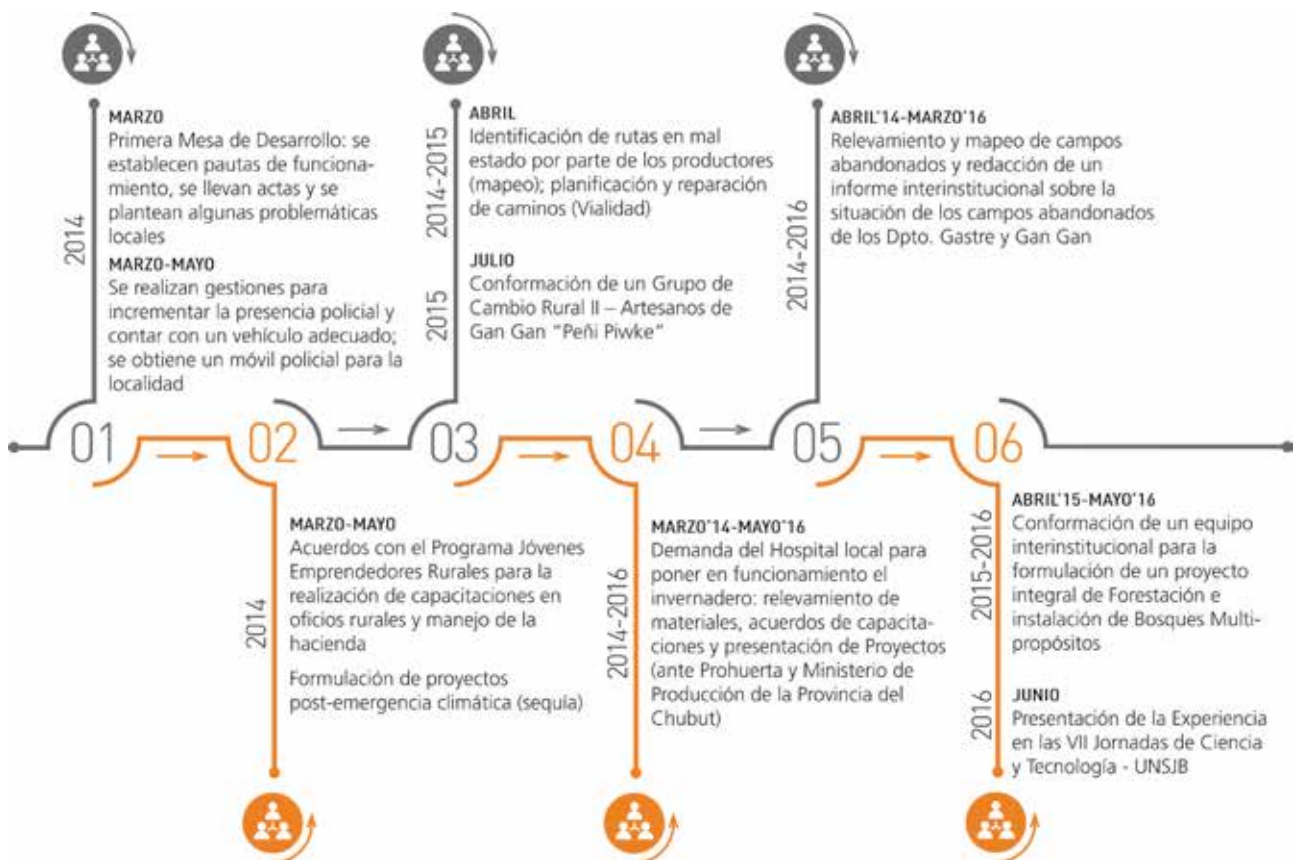 MARZO
Primera Mesa de Desarrollo: se
establecen pautas de funciona-
miento, se llevan actas y se
plantean algunas problemáticas
locales
2014
MARZO-MAYO
Se realizan gestiones para
incrementar la presencia policial y
contar con un vehículo adecuado;
se obtiene un móvil policial para la
localidad
01
02
MARZO-MAYO
Acuerdos con el Programa Jóvenes
Emprendedores Rurales para la
realización de capacitaciones en
oficios rurales y manejo de la
hacienda
2014
Formulación de proyectos
post-emergencia climática (sequía)
ABRIL
Identificación de rutas en mal
estado por parte de los productores
(mapeo); planificación y reparación
de caminos (Vialidad)
2014-2015
JULIO
Conformación de un Grupo de
Cambio Rural II – Artesanos de
Gan Gan “Peñi Piwke”
2015
03
04
MARZO'14-MAYO'16
Demanda del Hospital local para
poner en funcionamiento el
invernadero: relevamiento de
materiales, acuerdos de capacita-
ciones y presentación de Proyectos
(ante Prohuerta y Ministerio de
Producción de la Provincia del
Chubut)
2014-2016
ABRIL'14-MARZO'16
Relevamiento y mapeo de campos
abandonados y redacción de un
informe interinstitucional sobre la
situación de los campos abandonados
de los Dpto. Gastre y Gan Gan
2014-2016
05
06
ABRIL'15-MAYO'16
Conformación de un equipo
interinstitucional para la
formulación de un proyecto
integral de Forestación e
instalación de Bosques Multi-
propósitos
2015-2016
JUNIO
Presentación de la Experiencia
en las VII Jornadas de Ciencia
y Tecnología - UNSJB
2016